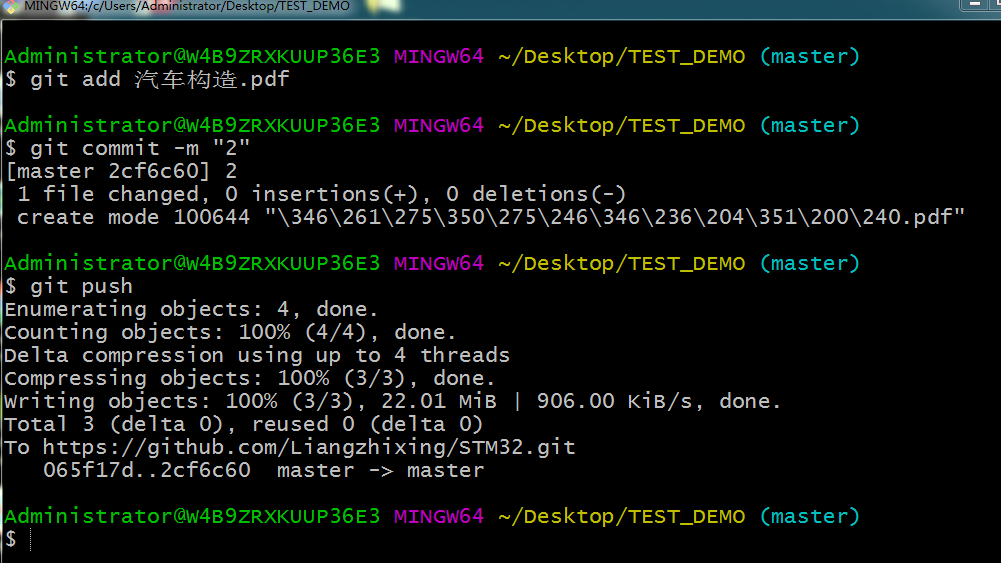 MINGW64:/c/Users/Administrator/Desktop/TEST_DEMO
Administrator@W4B9ZRXKUUP36E3 MINGW64 ~/Desktop/TEST_DEMO (master)
$ git add 汽车构造.pdf
Administrator@W4B9ZRXKUUP36E3 MINGW64 ~/Desktop/TEST_DEMO (master)
$ git commit -m "2"
[master 2cf6c60] 2
1 file changed, 0 insertions(+), 0 deletions(-)
create mode 100644 "\346\261\275\350\275\246\346\236\204\351\200\240.pdf"
Administrator@W4B9ZRXKUUP36E3 MINGW64 ~/Desktop/TEST_DEMO (master)
$ git push
Enumerating objects: 4, done.
Counting objects: 100% (4/4), done.
Delta compression using up to 4 threads
Compressing objects: 100% (3/3), done.
Writing objects: 100% (3/3), 22.01 MiB | 906.00 KiB/s, done.
Total 3 (delta 0), reused 0 (delta 0)
To https://github.com/Liangzhixing/STM32.git
065f17d..2cf6c60  master -> master
Administrator@W4B9ZRXKUUP36E3 MINGW64 ~/Desktop/TEST_DEMO (master)
$